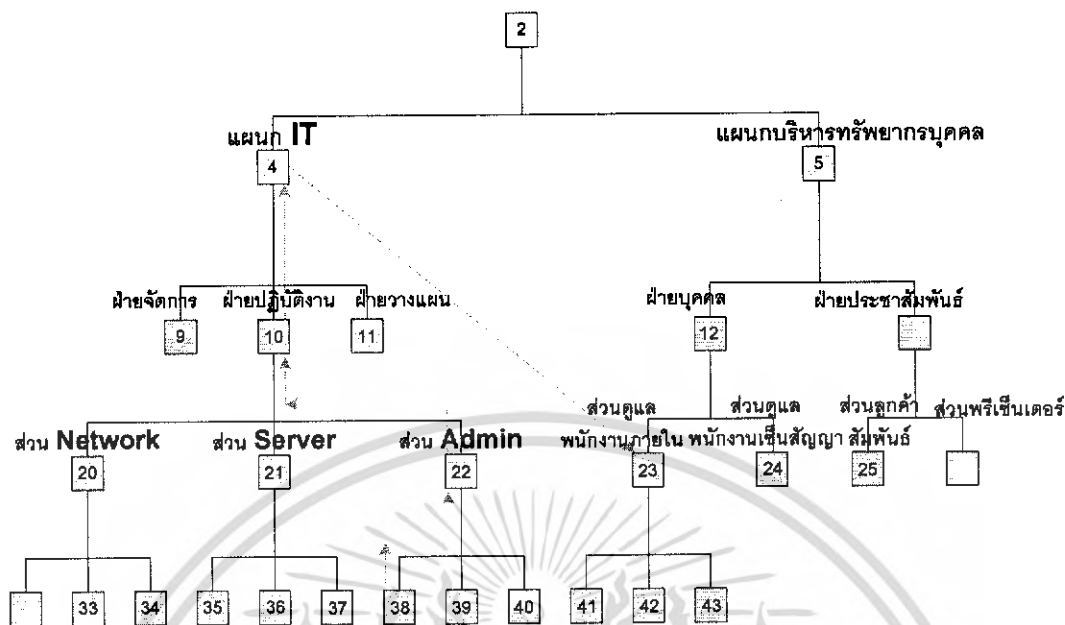 2
แผนก IT
แผนกบริหารทรัพยากรบุคคล
4
5
ฝ่ายจัดการ
ฝ่ายปฏิบัติงาน
ฝ่ายวางแผน
ฝ่ายบุคคล
ฝ่ายประชาสัมพันธ์
9
10
11
12
ส่วน Network
ส่วน Server
ส่วน Admin
ส่วนดูแล
พนักงานภายใน
ส่วนดูแล
พนักงานเซ็นสัญญา
ส่วนลูกค้า
สัมพันธ์
ส่วนพรีเซ็นเตอร์
20
21
22
23
24
25
33
34
35
36
37
38
39
40
41
42
43